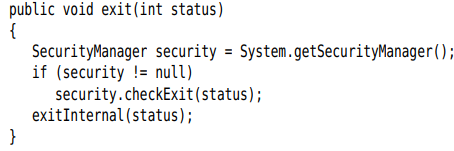 public void exit(int status)
{
   SecurityManager security = System.getSecurityManager();
   if (security != null)
      security.checkExit(status);
   exitInternal(status);
}